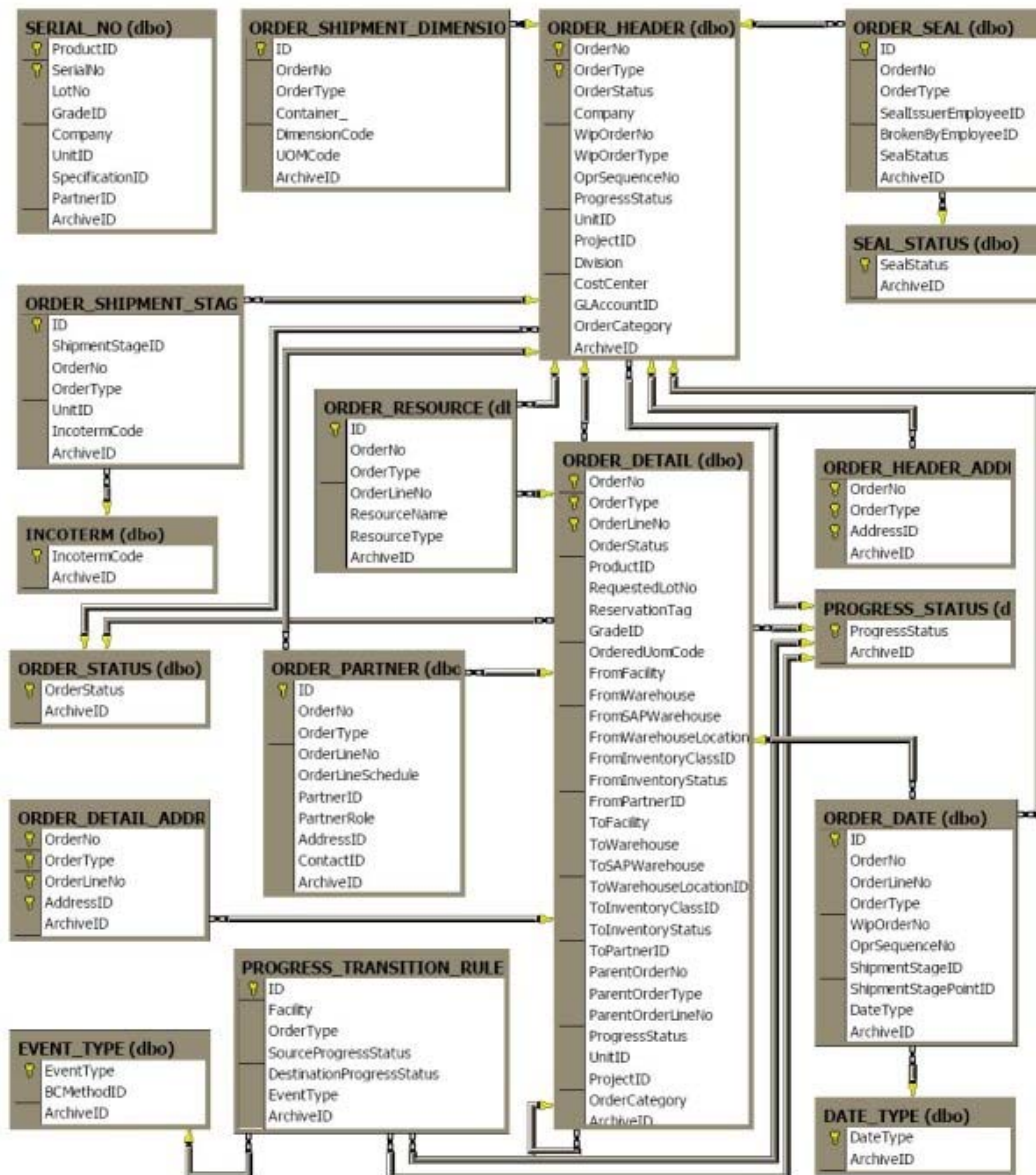 SERIAL_NO (dbo)
ProductID
SerialNo
LotNo
GradeID
Company
UnitID
SpecificationID
PartnerID
ArchiveID
ORDER_SHIPMENT_DIMENSIO
ID
OrderNo
OrderType
Container_
DimensionCode
UOMCode
ArchiveID
ORDER_HEADER (dbo)
OrderNo
OrderType
OrderStatus
Company
WipOrderNo
WipOrderType
OprSequenceNo
ProgressStatus
UnitID
ProjectID
Division
CostCenter
GLAccountID
OrderCategory
ArchiveID
ORDER_SEAL (dbo)
ID
OrderNo
OrderType
SealIssuerEmployeeID
BrokenByEmployeeID
SealStatus
ArchiveID
SEAL_STATUS (dbo)
SealStatus
ArchiveID
ORDER_SHIPMENT_STAG
ID
ShipmentStageID
OrderNo
OrderType
UnitID
IncotermCode
ArchiveID
ORDER_RESOURCE (dl
ID
OrderNo
OrderType
OrderLineNo
ResourceName
ResourceType
ArchiveID
ORDER_DETAIL (dbo)
OrderNo
OrderType
OrderLineNo
OrderStatus
ProductID
RequestedLotNo
ReservationTag
GradeID
OrderedUomCode
FromFacility
FromWarehouse
FromSAPWarehouse
FromWarehouseLocation
FromInventoryClassID
FromInventoryStatus
FromPartnerID
ToFacility
ToWarehouse
ToSAPWarehouse
ToWarehouseLocationID
ToInventoryClassID
ToInventoryStatus
ToPartnerID
ParentOrderNo
ParentOrderType
ParentOrderLineNo
ProgressStatus
UnitID
ProjectID
OrderCategory
ArchiveID
ORDER_HEADER_ADDI
OrderNo
OrderType
AddressID
ArchiveID
INCOTERM (dbo)
IncotermCode
ArchiveID
PROGRESS_STATUS (d
ProgressStatus
ArchiveID
ORDER_STATUS (dbo)
OrderStatus
ArchiveID
ORDER_PARTNER (dbo
ID
OrderNo
OrderType
OrderLineNo
OrderLineSchedule
PartnerID
PartnerRole
AddressID
ContactID
ArchiveID
ORDER_DETAIL_ADDR
OrderNo
OrderType
OrderLineNo
AddressID
ArchiveID
ORDER_DATE (dbo)
ID
OrderNo
OrderLineNo
OrderType
WipOrderNo
OprSequenceNo
ShipmentStageID
ShipmentStagePointID
DateType
ArchiveID
PROGRESS_TRANSITION_RULE
ID
Facility
OrderType
SourceProgressStatus
DestinationProgressStatus
EventType
ArchiveID
EVENT_TYPE (dbo)
EventType
BCMethodID
ArchiveID
DATE_TYPE (dbo)
DateType
ArchiveID